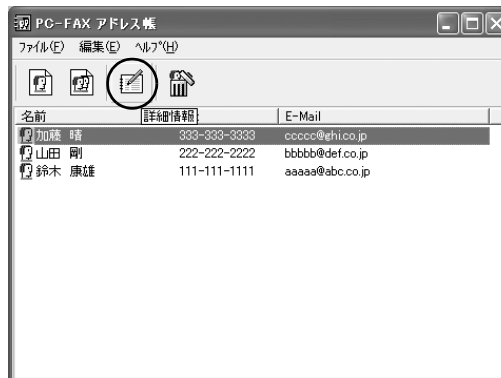 PC-FAX アドレス帳
ファイル(F) 編集(E) ヘルプ(H)
名前 詳細情報 E-Mail
加藤 晴 333-333-3333 ccccc@ghi.co.jp
山田 剛 222-222-2222 bbbbb@def.co.jp
鈴木 康雄 111-111-1111 aaaaa@abc.co.jp